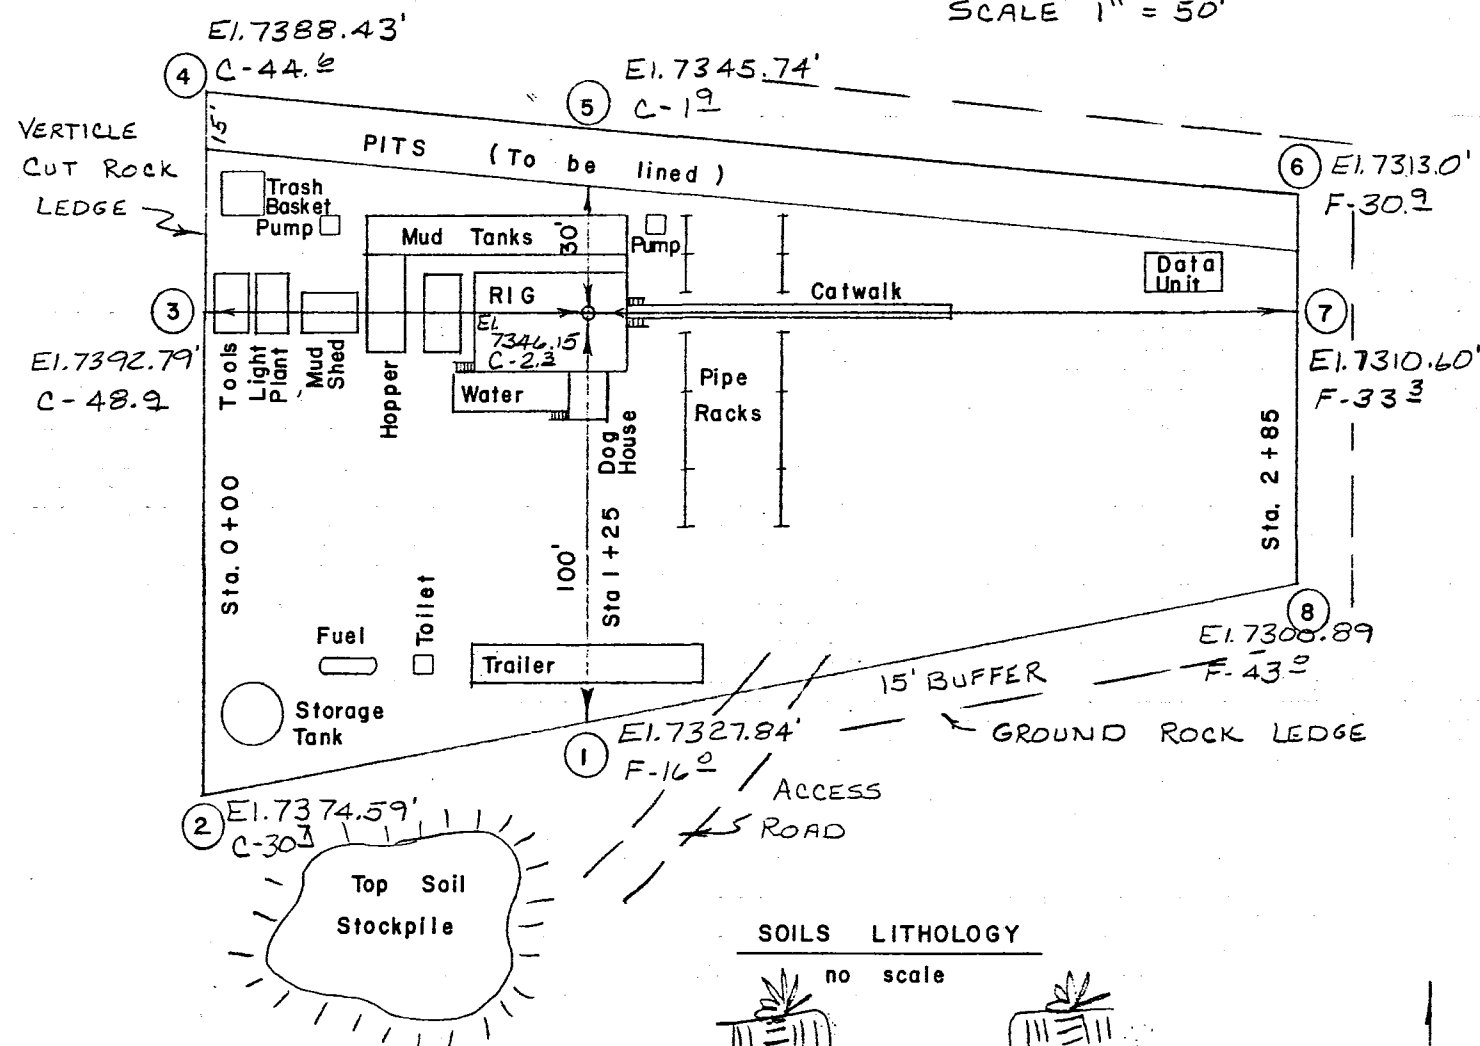 SCALE 1" = 50'
El. 7388.43'
4
C-44.6
El. 7345.74'
5
C-1 9
15'
VERTICLE
CUT ROCK
LEDGE
PITS (To be lined)
6
El. 7313.0'
F-30.9
Trash
Basket
Pump
Mud Tanks
30'
Pump
Data
Unit
3
RIG
Catwalk
7
El.
7346.15
C-2.3
El. 7392.79'
C-48.9
El. 7310.60'
F-33 3
Tools
Light
Plant
Mud
Shed
Hopper
Water
Dog
House
Pipe
Racks
Sta. 0+00
100'
Sta 1+25
Sta. 2+85
Fuel
Toilet
Trailer
8
El. 7300.89
F-43 0
15' BUFFER
GROUND ROCK LEDGE
Storage
Tank
1
El. 7327.84'
F-16 0
ACCESS
ROAD
2
El. 7374.59'
C-30 7
Top Soil
Stockpile
SOILS LITHOLOGY
no scale